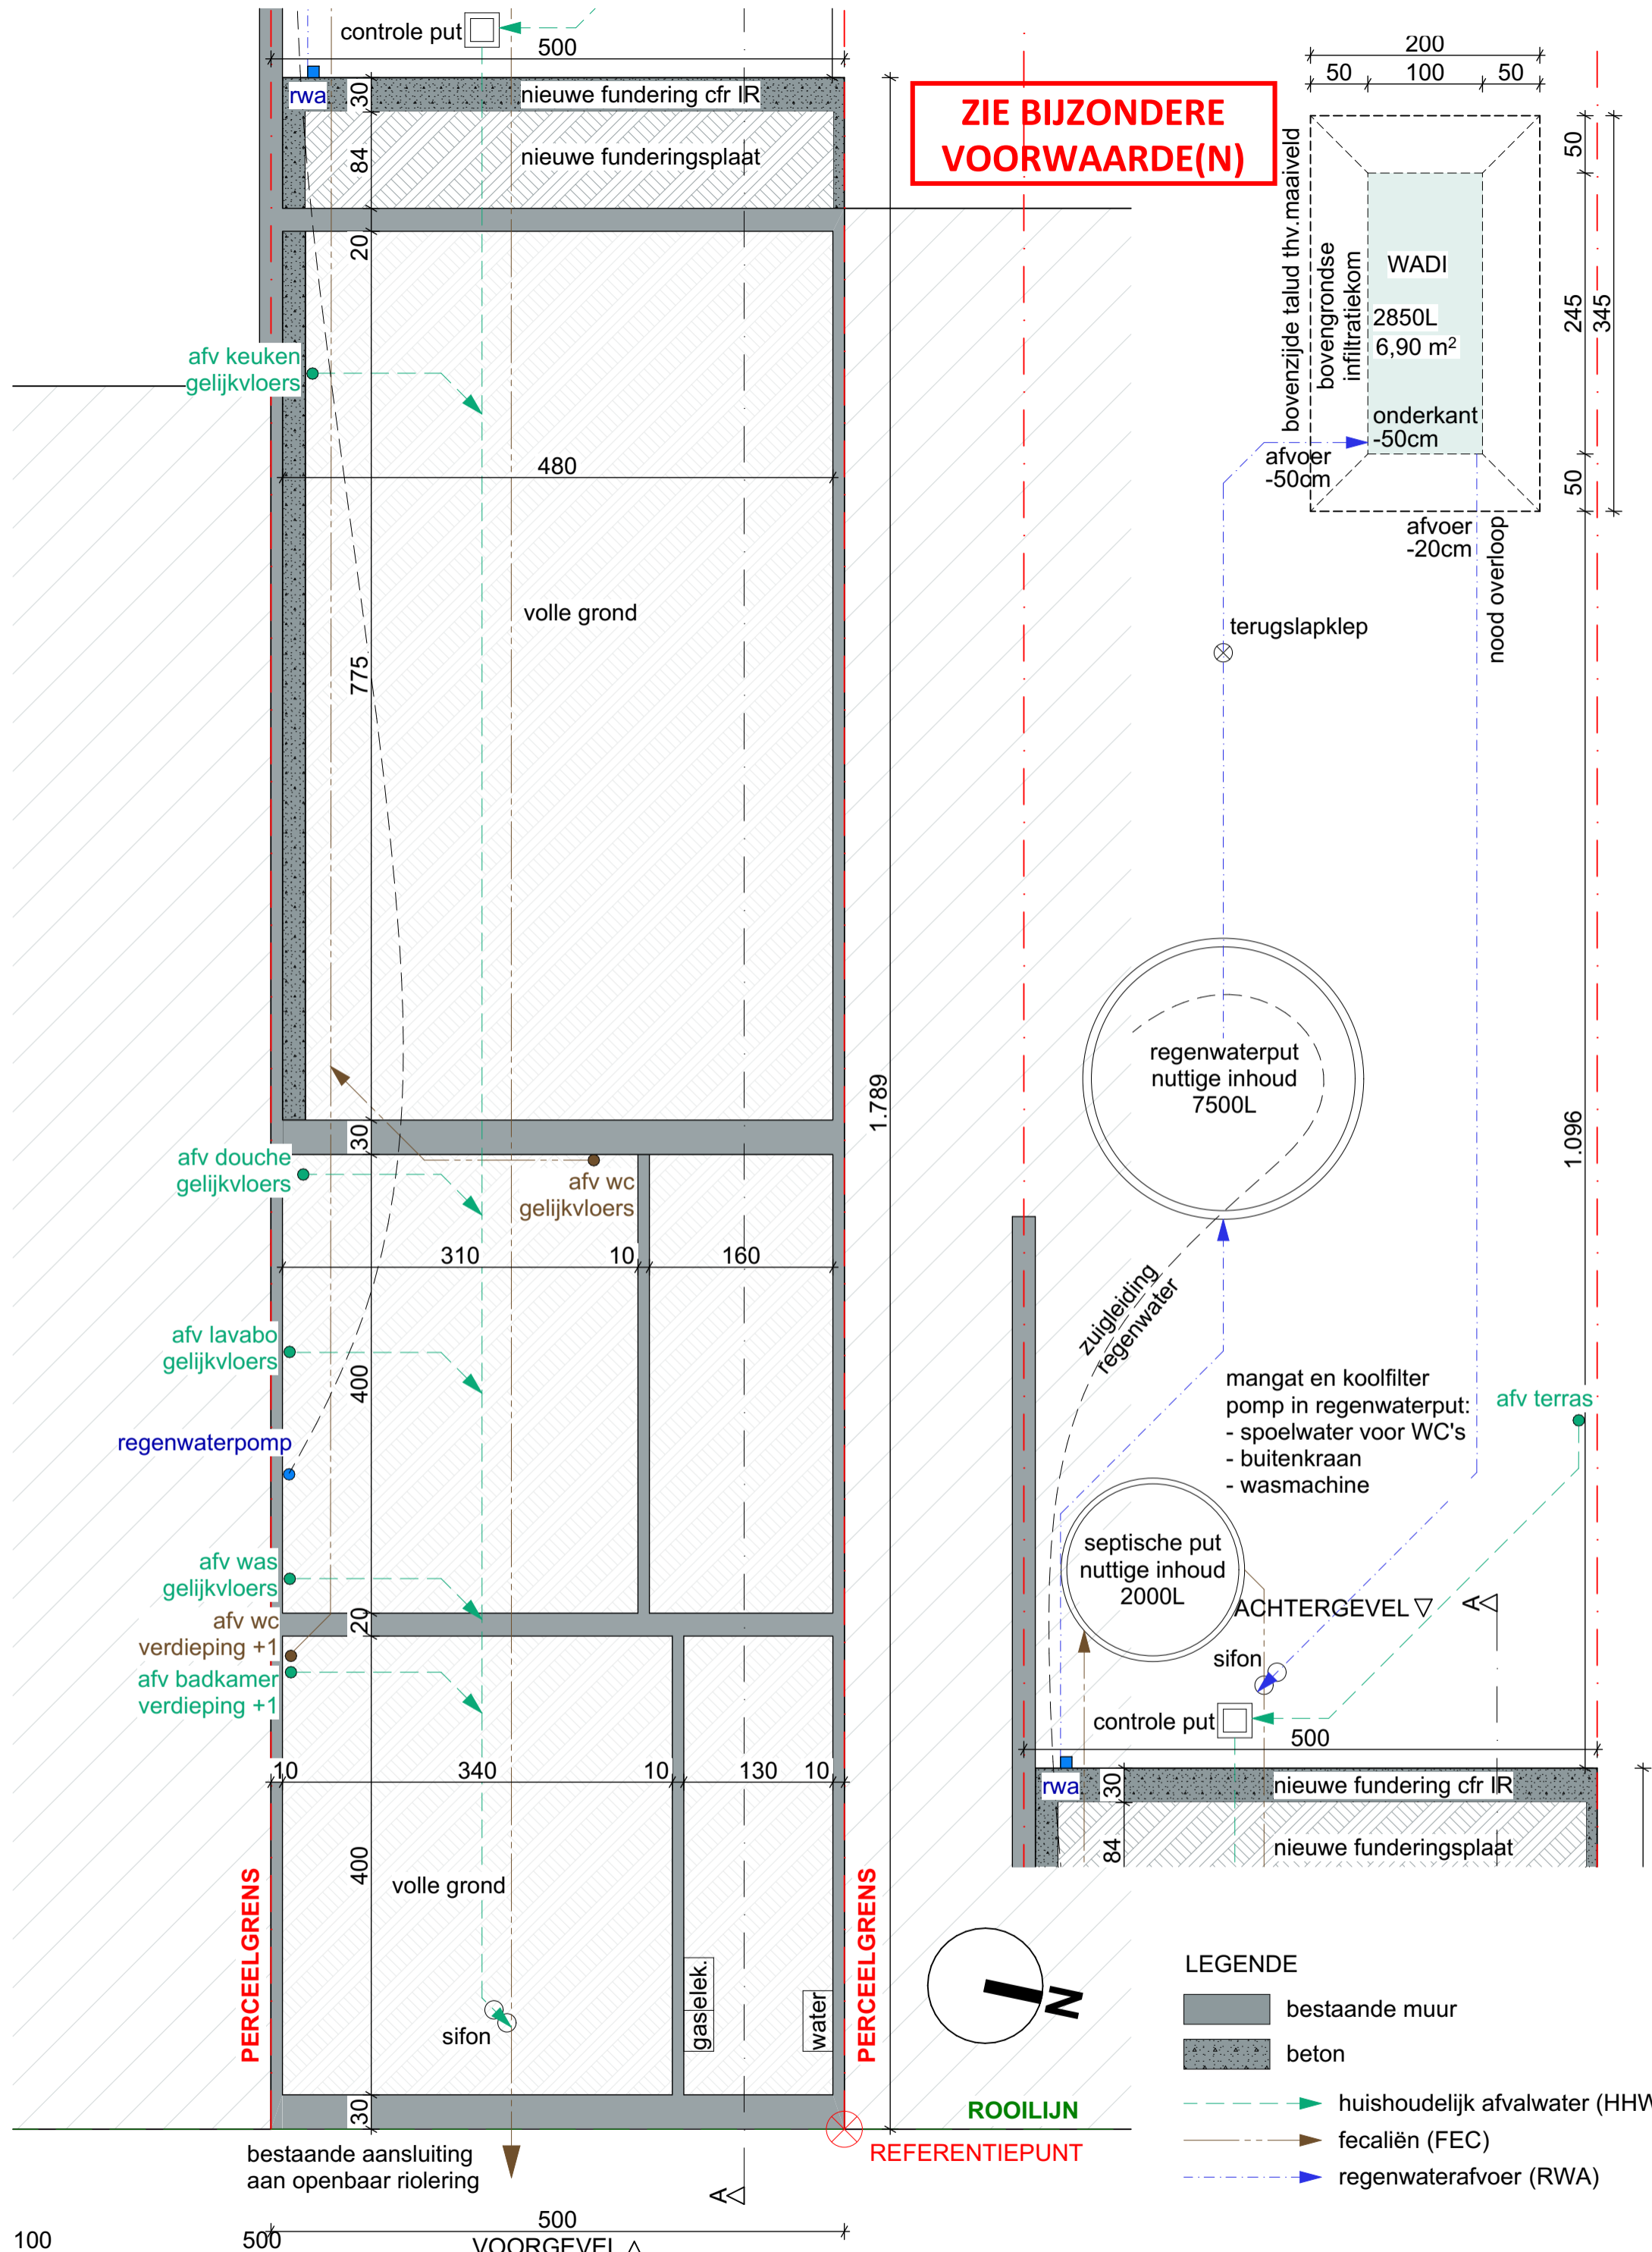 controle put
500
rwa
30
nieuwe fundering cfr IR
84
nieuwe funderingsplaat
20
afv keuken
gelijkvloers
480
volle grond
775
1.789
30
afv douche
gelijkvloers
afv wc
gelijkvloers
310
10
160
afv lavabo
gelijkvloers
400
regenwaterpomp
afv was
gelijkvloers
20
afv wc
verdieping +1
afv badkamer
verdieping +1
10
340
10
130
10
400
volle grond
PERCEELGRENS
PERCEELGRENS
sifon
gas
elek.
water
30
bestaande aansluiting
aan openbaar riolering
A
500
VOORGEVEL
100
500
ROOILIJN
REFERENTIEPUNT
ZIE BIJZONDERE
VOORWAARDE(N)
200
50
100
50
bovenzijde talud thv.maaiveld
bovengrondse
infiltratiekom
WADI
2850L
6,90 m²
onderkant
-50cm
50
245
345
50
afvoer
-50cm
afvoer
-20cm
nood overloop
terugslapklep
regenwaterput
nuttige inhoud
7500L
1.096
zuigleiding
regenwater
mangat en koolfilter
pomp in regenwaterput:
- spoelwater voor WC's
- buitenkraan
- wasmachine
afv terras
septische put
nuttige inhoud
2000L
ACHTERGEVEL
A
sifon
controle put
500
rwa
30
nieuwe fundering cfr IR
84
nieuwe funderingsplaat
N
LEGENDE
bestaande muur
beton
huishoudelijk afvalwater (HHW
fecaliën (FEC)
regenwaterafvoer (RWA)